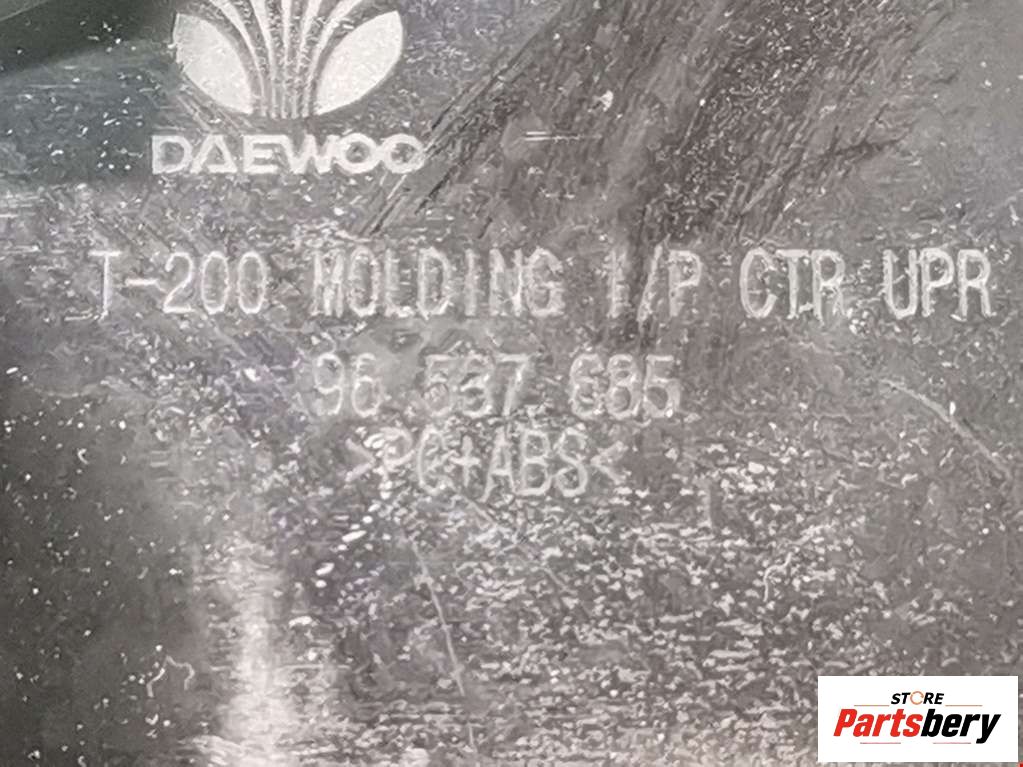 DAEWOO
T-200 MOLDING I/P CTR UPR
96 537 685
>PC+ABS<
STORE
Partsbery